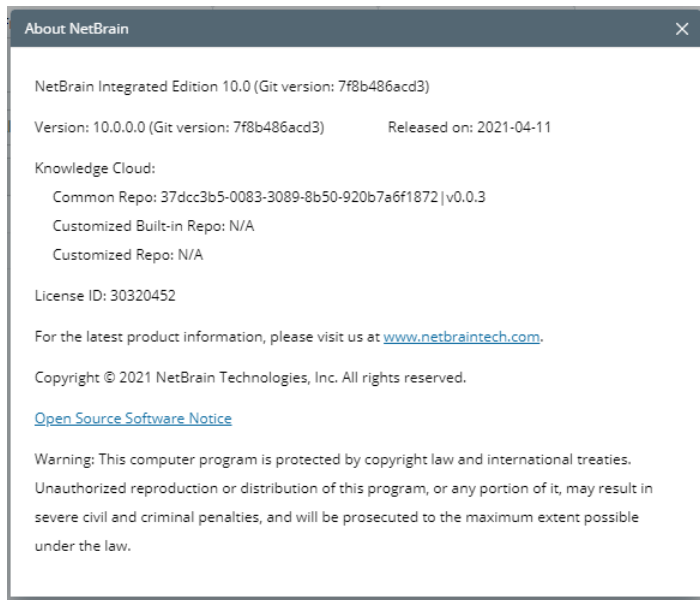 About NetBrain
NetBrain Integrated Edition 10.0 (Git version: 7f8b486acd3)
Version: 10.0.0.0 (Git version: 7f8b486acd3) Released on: 2021-04-11
Knowledge Cloud:
Common Repo: 37dcc3b5-0083-3089-8b50-920b7a6f1872|v0.0.3
Customized Built-in Repo: N/A
Customized Repo: N/A
License ID: 30320452
For the latest product information, please visit us at www.netbraintech.com.
Copyright © 2021 NetBrain Technologies, Inc. All rights reserved.
Open Source Software Notice
Warning: This computer program is protected by copyright law and international treaties.
Unauthorized reproduction or distribution of this program, or any portion of it, may result in
severe civil and criminal penalties, and will be prosecuted to the maximum extent possible
under the law.